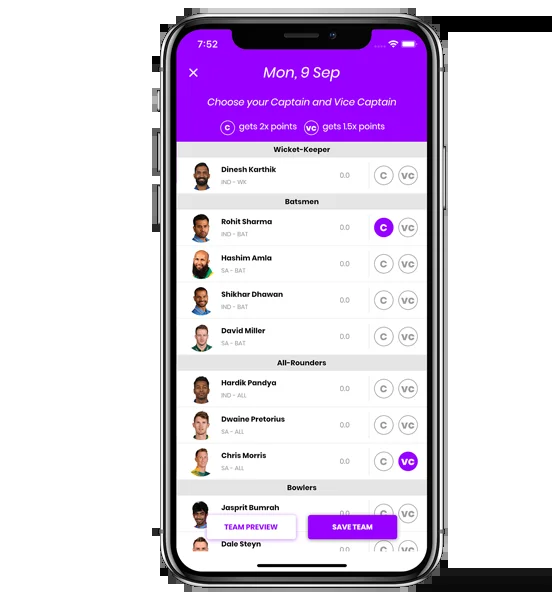 7:52
Mon, 9 Sep
Choose your Captain and Vice Captain
C gets 2x points VC gets 1.5x points
Wicket-Keeper
Dinesh Karthik
IND - WK
0.0 C VC
Batsmen
Rohit Sharma
IND - BAT
0.0 C VC
Hashim Amla
SA - BAT
0.0 C VC
Shikhar Dhawan
IND - BAT
0.0 C VC
David Miller
SA - BAT
0.0 C VC
All-Rounders
Hardik Pandya
IND - ALL
0.0 C VC
Dwaine Pretorius
SA - ALL
0.0 C VC
Chris Morris
SA - ALL
0.0 C VC
Bowlers
Jasprit Bumrah
0.0 C VC
TEAM PREVIEW SAVE TEAM
Dale Steyn
0.0 C VC